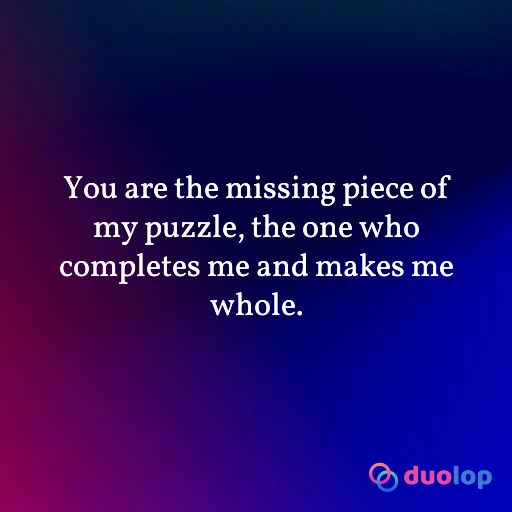 You are the missing piece of
my puzzle, the one who
completes me and makes me
whole.
duolop